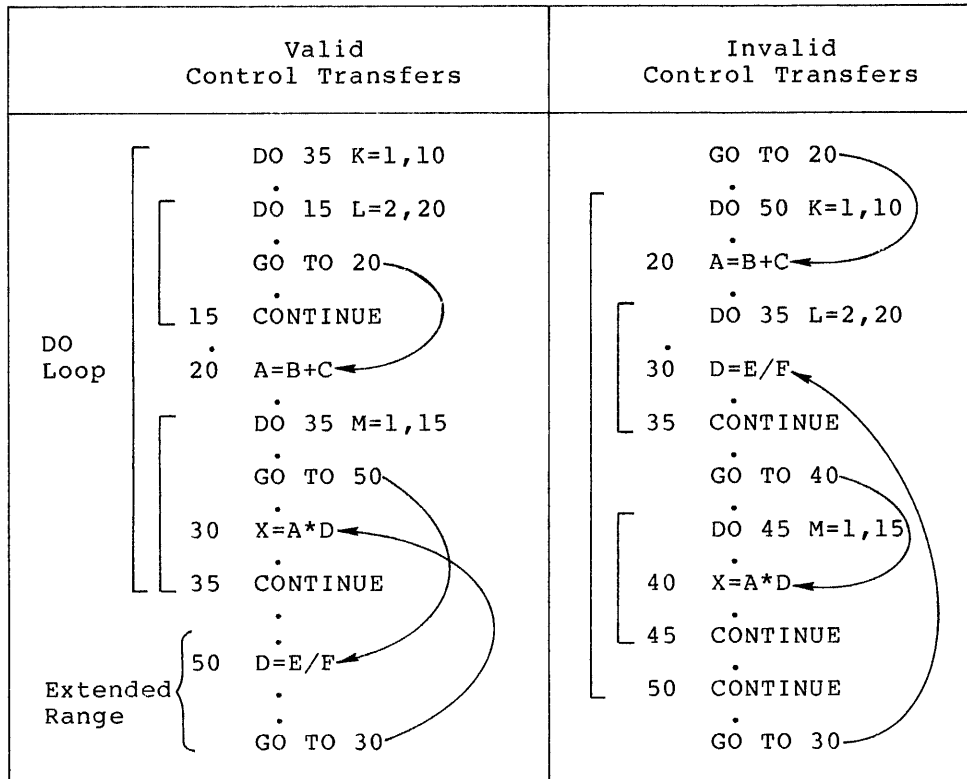 Valid
Control Transfers
DO 35 K=1,10
.
DO 15 L=2,20
.
GO TO 20
.
15 CONTINUE
.
DO
Loop
20 A=B+C
.
DO 35 M=1,15
.
GO TO 50
.
30 X=A*D
.
35 CONTINUE
.
.
50 D=E/F
.
.
Extended
Range
GO TO 30
Invalid
Control Transfers
GO TO 20
.
DO 50 K=1,10
.
20 A=B+C
.
DO 35 L=2,20
.
30 D=E/F
.
35 CONTINUE
.
GO TO 40
.
DO 45 M=1,15
.
40 X=A*D
.
45 CONTINUE
.
50 CONTINUE
.
GO TO 30